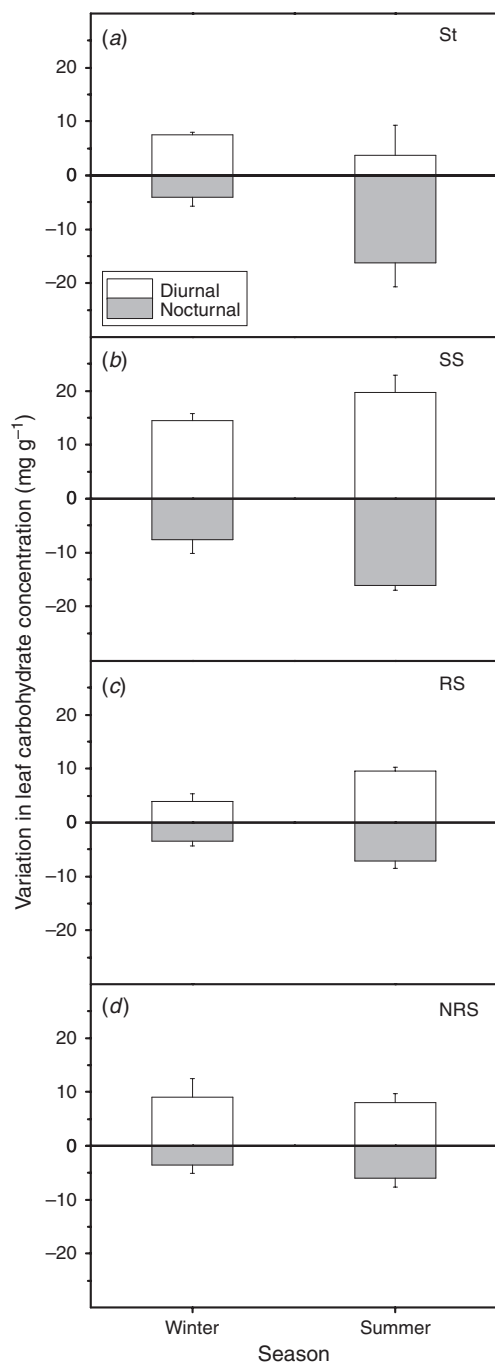 Variation in leaf carbohydrate concentration (mg g⁻¹)
(a)
St
20
10
0
–10
–20
Diurnal
Nocturnal
(b)
SS
20
10
0
–10
–20
(c)
RS
20
10
0
–10
–20
(d)
NRS
20
10
0
–10
–20
Winter
Summer
Season